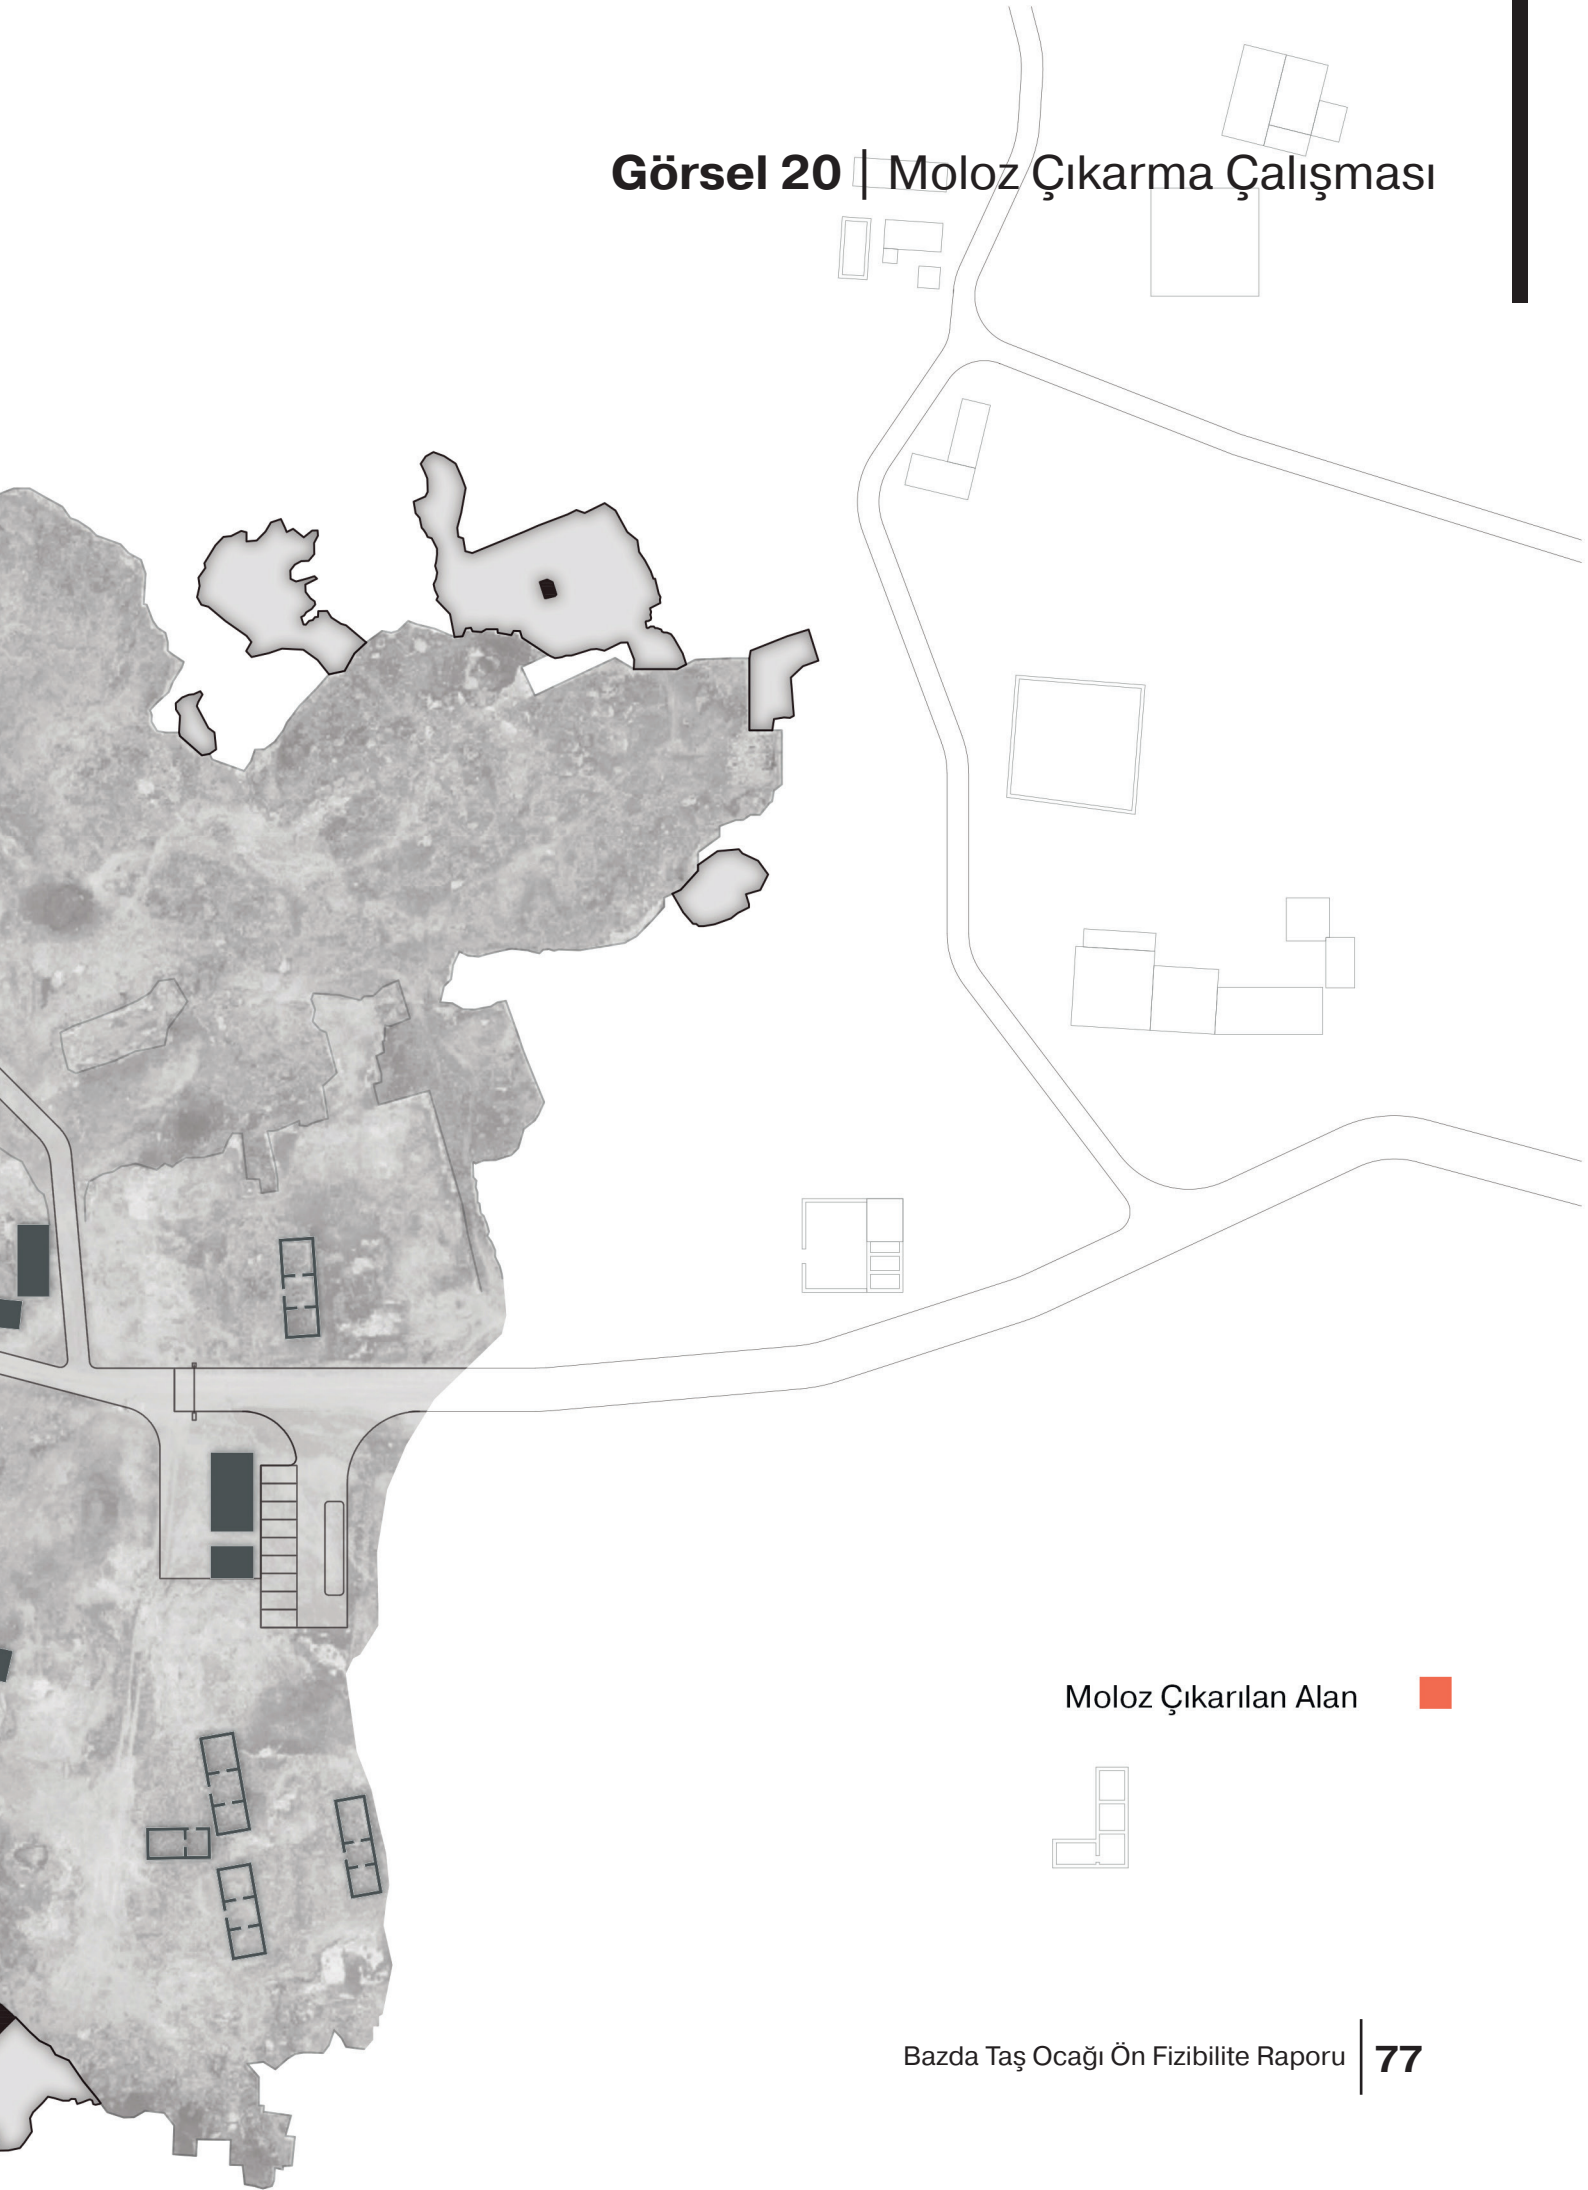 Görsel 20 | Moloz Çıkarma Çalışması
Moloz Çıkarılan Alan
Bazda Taş Ocağı Ön Fizibilite Raporu | 77